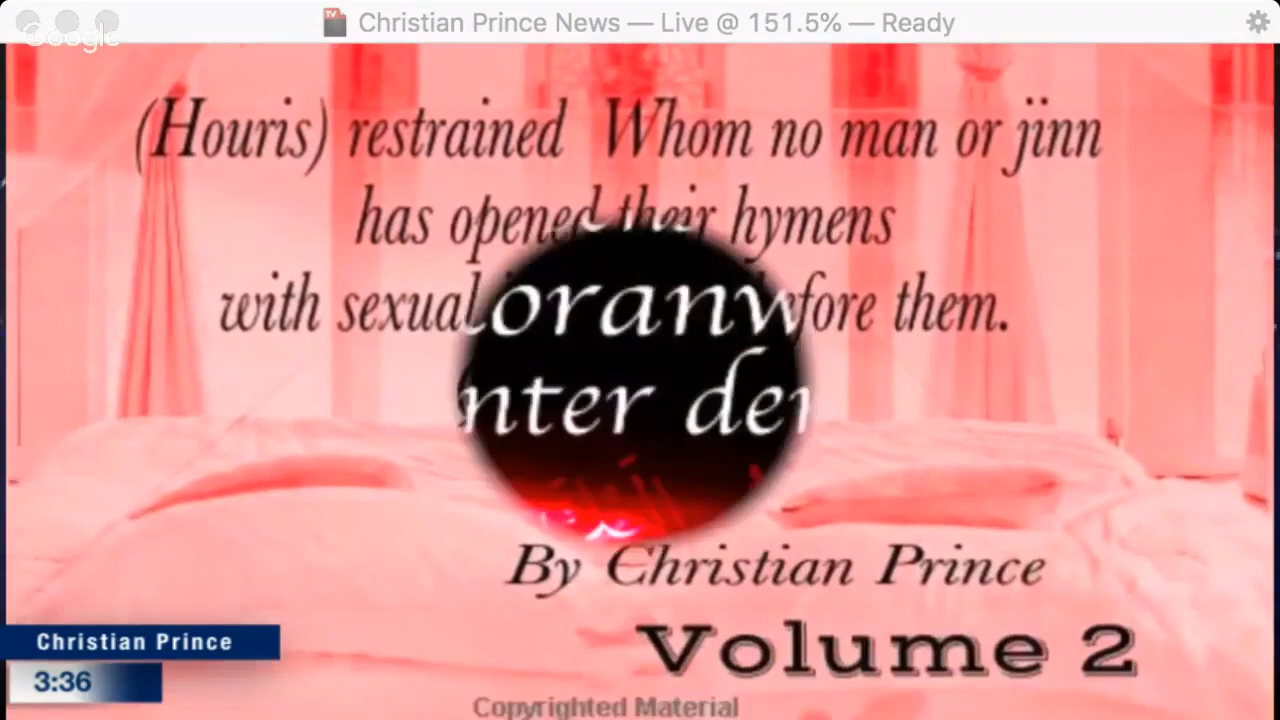 Christian Prince News — Live @ 151.5% — Ready
Google
(Houris) restrained Whom no man or jinn
has opened their hymens
with sexual
fore them.
oranw
nter de
By Christian Prince
Volume 2
Christian Prince
3:36
Copyrighted Material